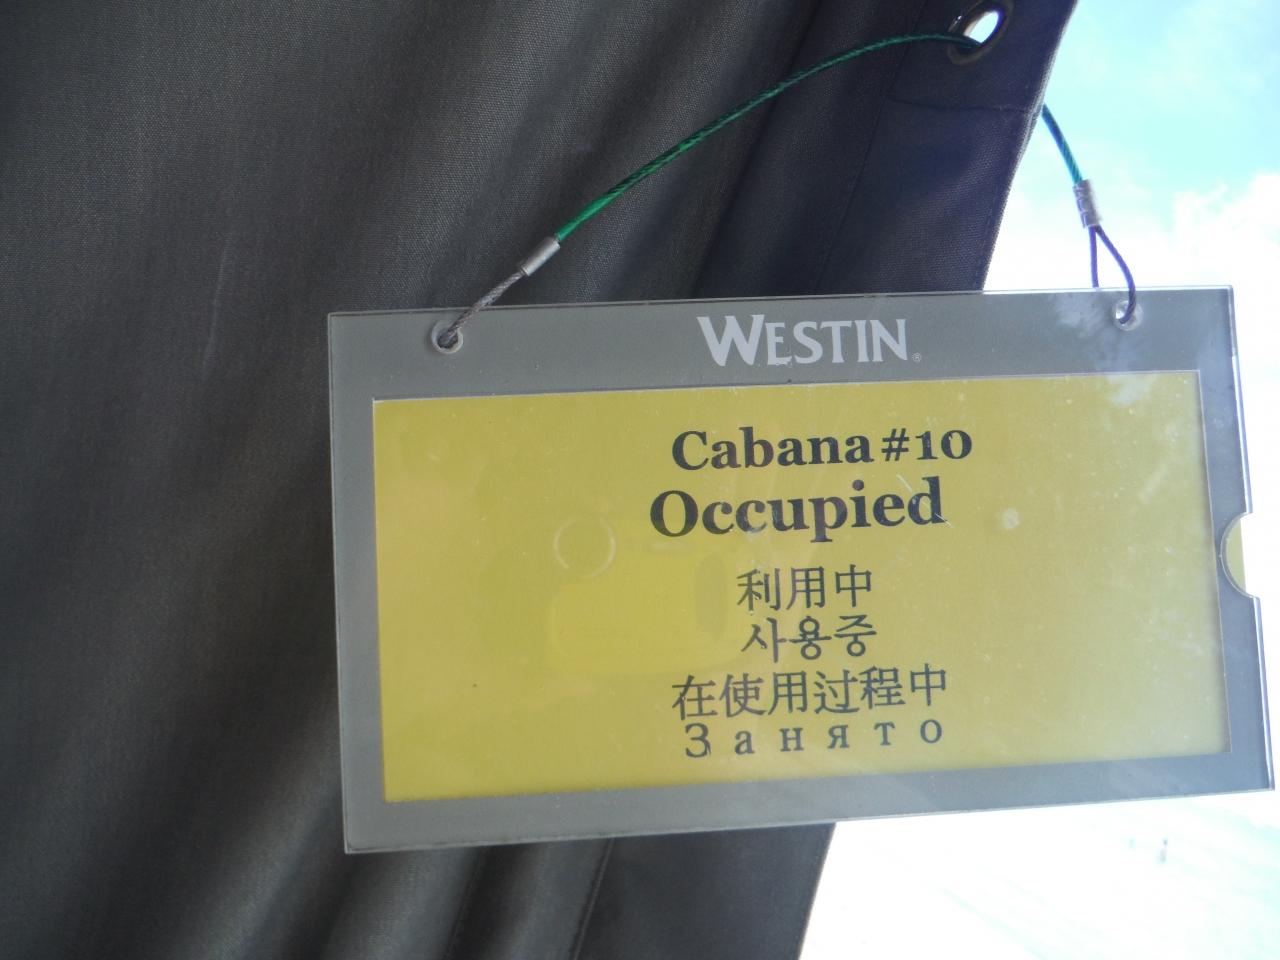 WESTIN®
Cabana #10
Occupied
利用中
사용중
在使用过程中
Занято